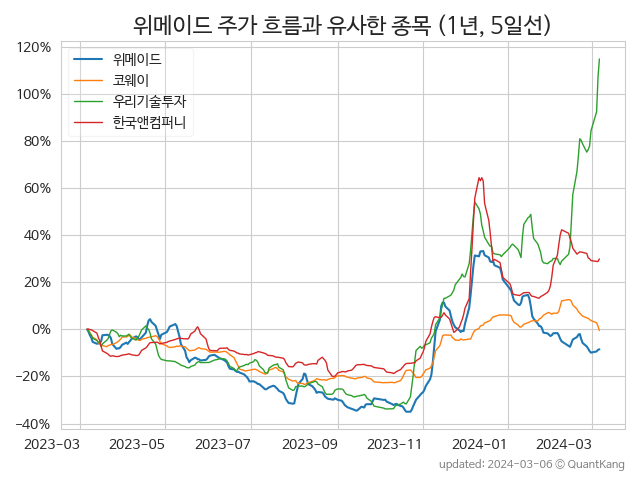 위메이드 주가 흐름과 유사한 종목 (1년, 5일선)
120%
100%
80%
60%
40%
20%
0%
−20%
−40%
위메이드
코웨이
우리기술투자
한국앤컴퍼니
2023-03 2023-05 2023-07 2023-09 2023-11 2024-01 2024-03
updated: 2024-03-06 © QuantKang